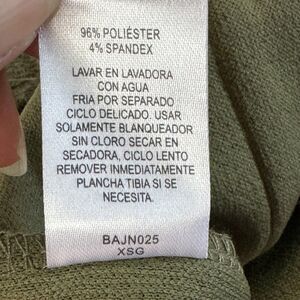 96% POLIÉSTER
4% SPANDEX
LAVAR EN LAVADORA
CON AGUA
FRIA POR SEPARADO
CICLO DELICADO. USAR
SOLAMENTE BLANQUEADOR
SIN CLORO SECAR EN
SECADORA, CICLO LENTO
REMOVER INMEDIATAMENTE
PLANCHA TIBIA SI SE
NECESITA.
BAJN025
XSG